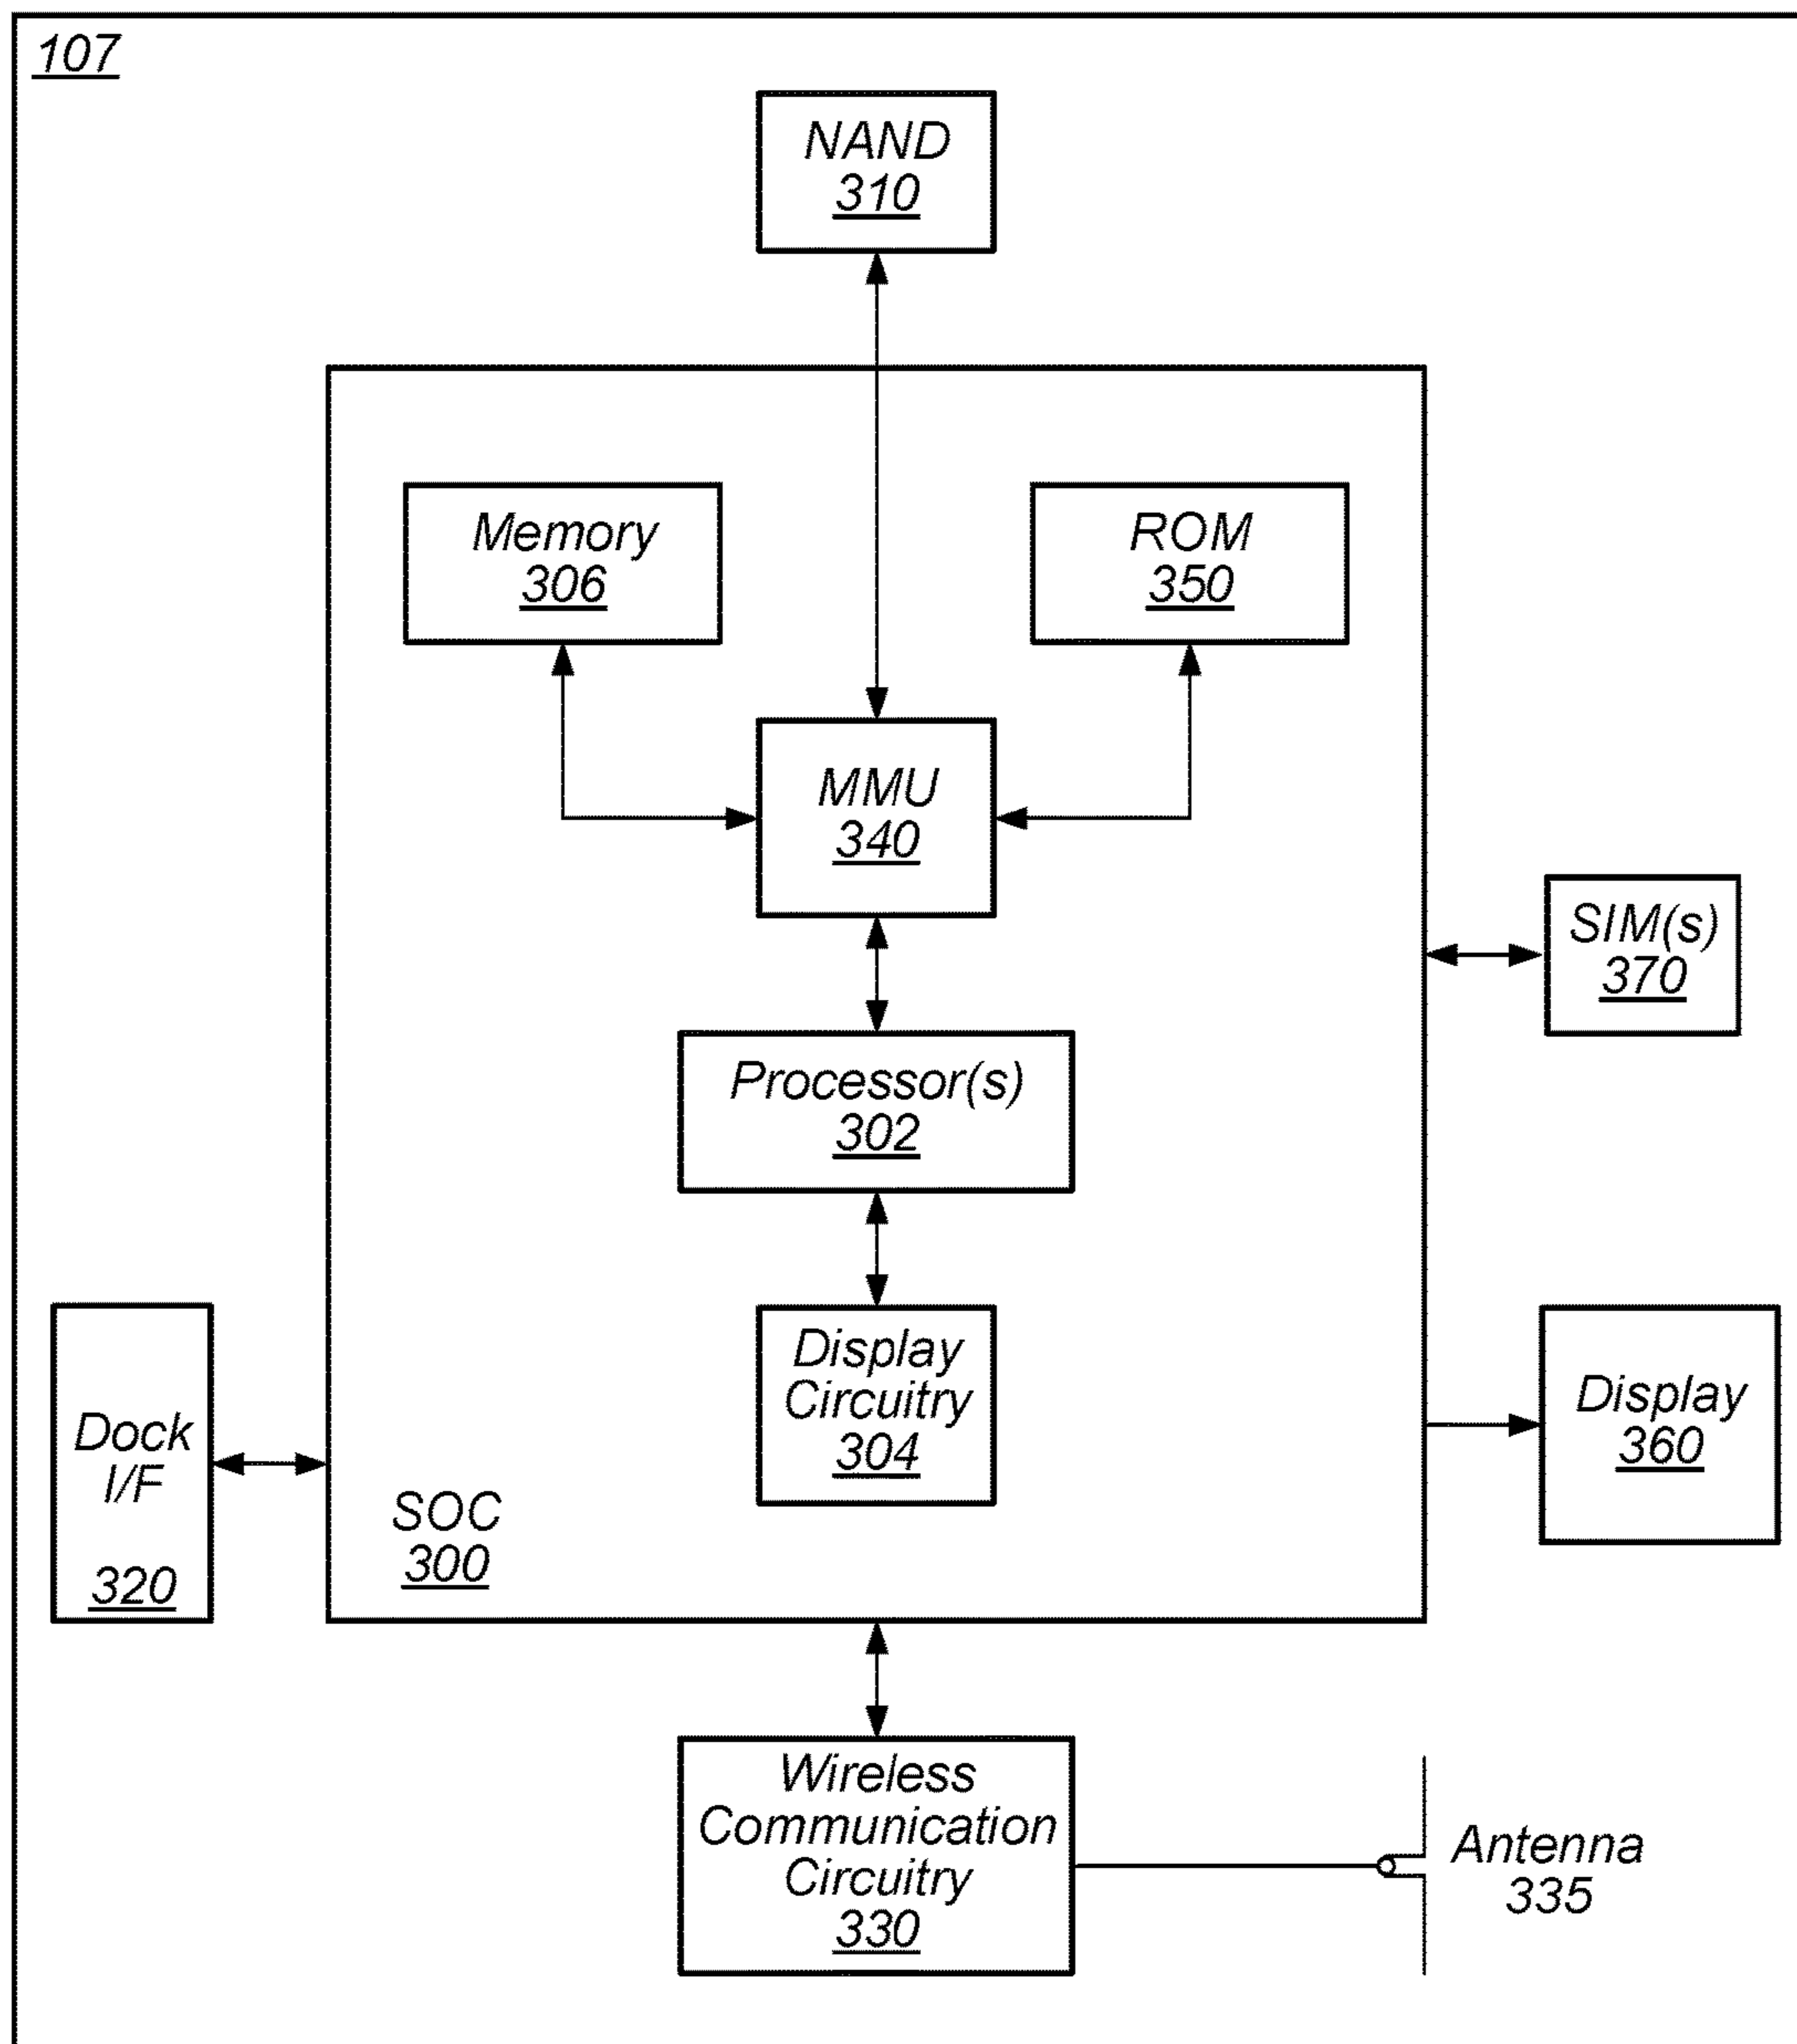 107
NAND
310
Memory
306
ROM
350
MMU
340
SIM(s)
370
Processor(s)
302
Display
Circuitry
304
Dock
I/F
320
Display
360
SOC
300
Wireless
Communication
Circuitry
330
Antenna
335